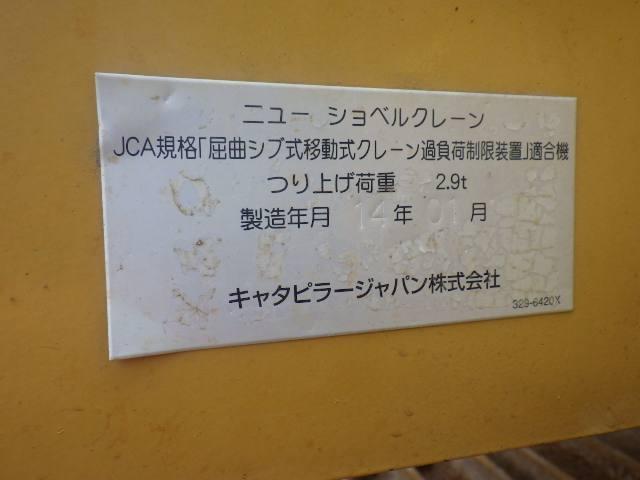 ニュー ショベルクレーン
JCA規格「屈曲ジブ式移動式クレーン過負荷制限装置」適合機
つり上げ荷重 2.9t
製造年月 14年 01月
キャタピラージャパン株式会社
329-6420X